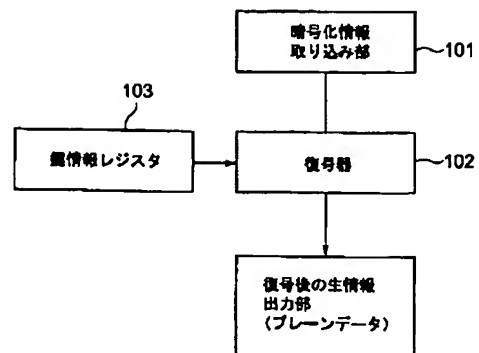 暗号化情報
取り込み部
101
103
鍵情報レジスタ
復号器
102
復号後の生情報
出力部
(プレーンデータ)